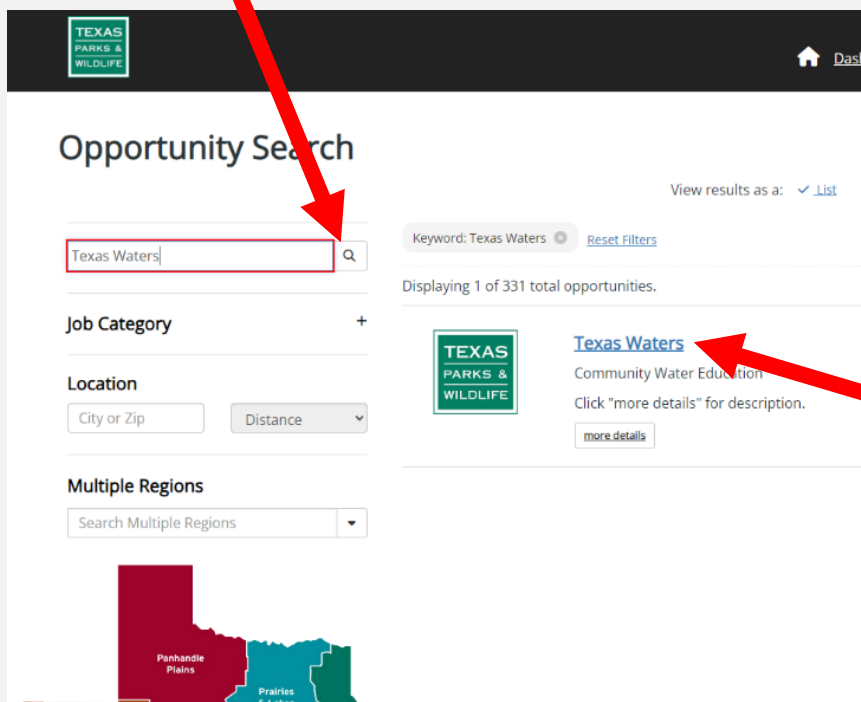 TEXAS
PARKS &
WILDLIFE
Opportunity Search
View results as a: List
Texas Waters
Keyword: Texas Waters Reset Filters
Displaying 1 of 331 total opportunities.
Job Category +
TEXAS
PARKS &
WILDLIFE
Texas Waters
Community Water Education
Click "more details" for description.
more details
Location
City or Zip Distance
Multiple Regions
Search Multiple Regions
Panhandle
Plains
Prairies